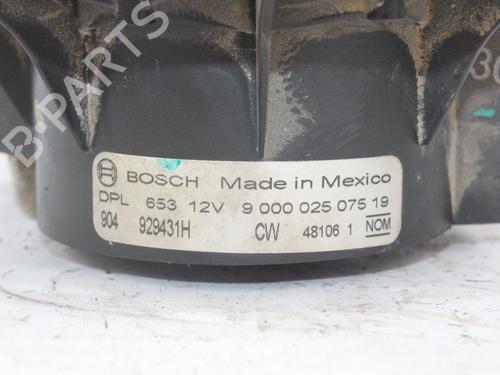 B-PARTS
BOSCH Made in Mexico
DPL 653 12V 9 000 025 075 19
904 929431H CW 48106 1 NOM